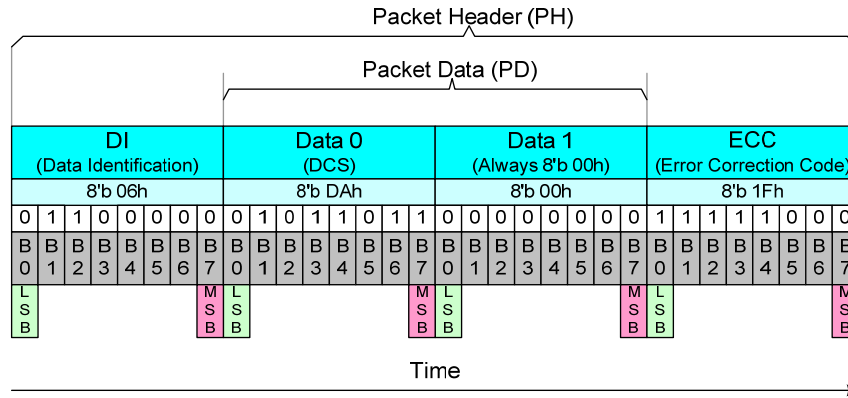 Packet Header (PH)
Packet Data (PD)
DI Data 0 Data 1 ECC
(Data Identification) (DCS) (Always 8'b 00h) (Error Correction Code)
8'b 06h 8'b DAh 8'b 00h 8'b 1Fh
0 1 1 0 0 0 0 0 0 1 0 1 1 0 1 1 0 0 0 0 0 0 0 0 1 1 1 1 1 0 0 0
B B B B B B B B B B B B B B B B B B B B B B B B B B B B B B B B
0 1 2 3 4 5 6 7 0 1 2 3 4 5 6 7 0 1 2 3 4 5 6 7 0 1 2 3 4 5 6 7
L M L M L M L M
S S S S S S S S
B B B B B B B B
Time